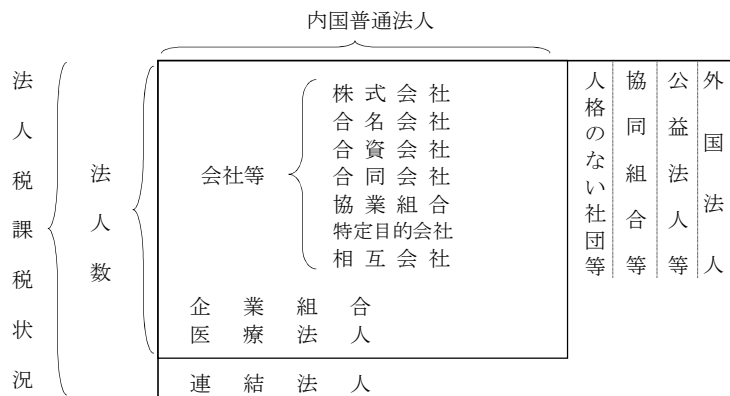 内国普通法人
法人税課税状況
法人数
会社等
株式会社
合名会社
合資会社
合同会社
協業組合
特定目的会社
相互会社
企業組合
医療法人
連結法人
人格のない社団等
協同組合等
公益法人等
外国法人